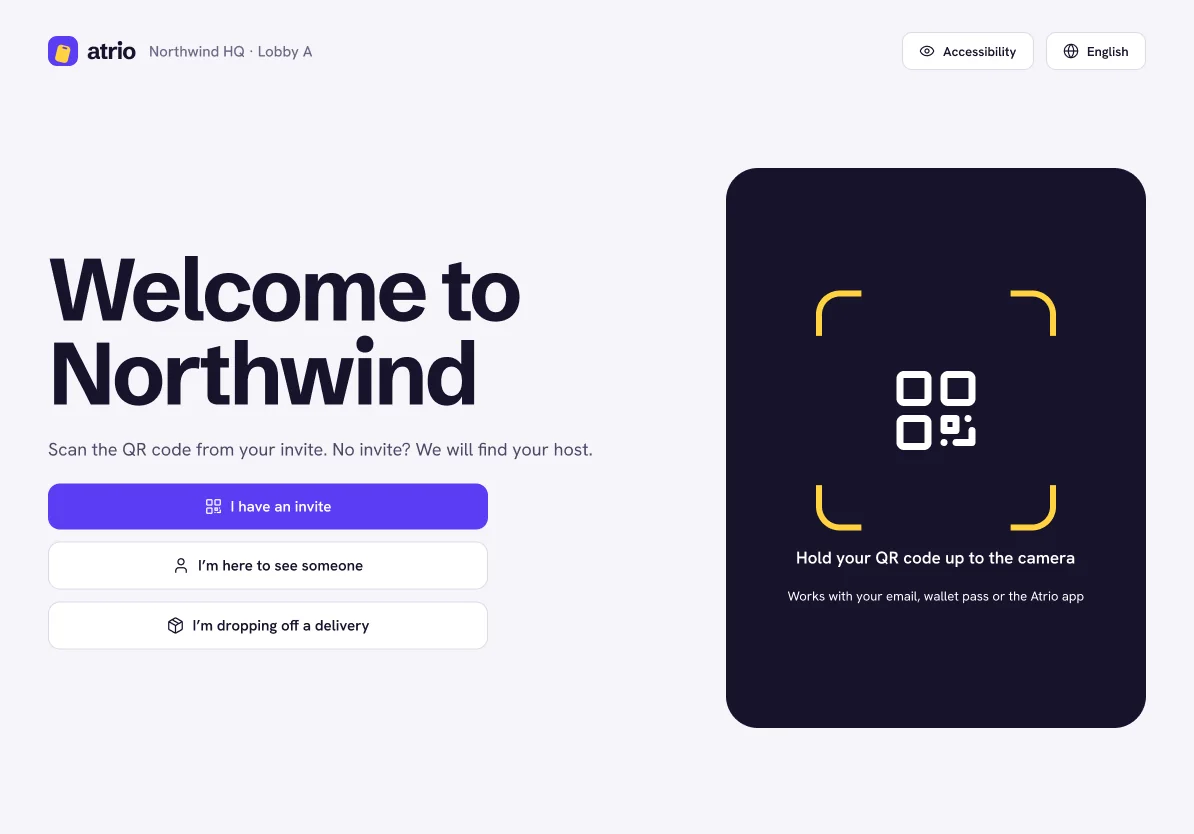 atrio
Northwind HQ · Lobby A
Accessibility
English
Welcome to
Northwind
Scan the QR code from your invite. No invite? We will find your host.
I have an invite
I’m here to see someone
I’m dropping off a delivery
Hold your QR code up to the camera
Works with your email, wallet pass or the Atrio app